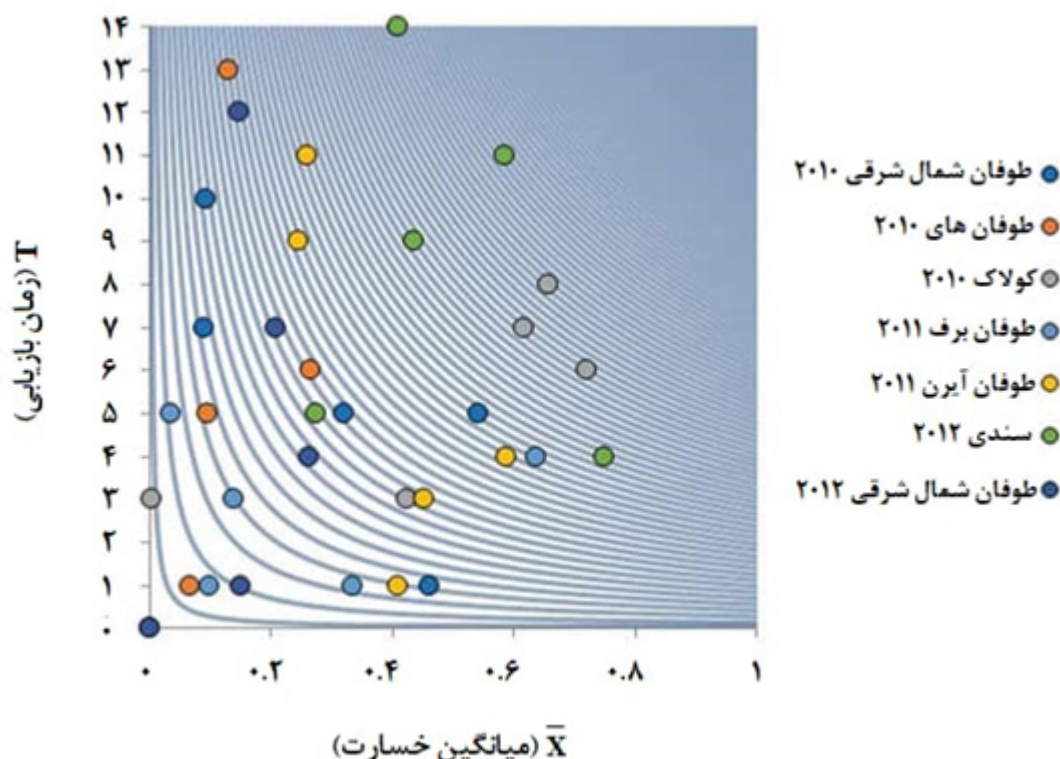 ۱۴
۱۳
۱۲
۱۱
۱۰
۹
۸
۷
۶
۵
۴
۳
۲
۱
۰
T (زمان بازیابی)
۰ ۰.۲ ۰.۴ ۰.۶ ۰.۸ ۱
X̅ (میانگین خسارت)
طوفان شمال شرقی ۲۰۱۰
طوفان های ۲۰۱۰
کولاک ۲۰۱۰
طوفان برف ۲۰۱۱
طوفان آیرن ۲۰۱۱
سندی ۲۰۱۲
طوفان شمال شرقی ۲۰۱۲